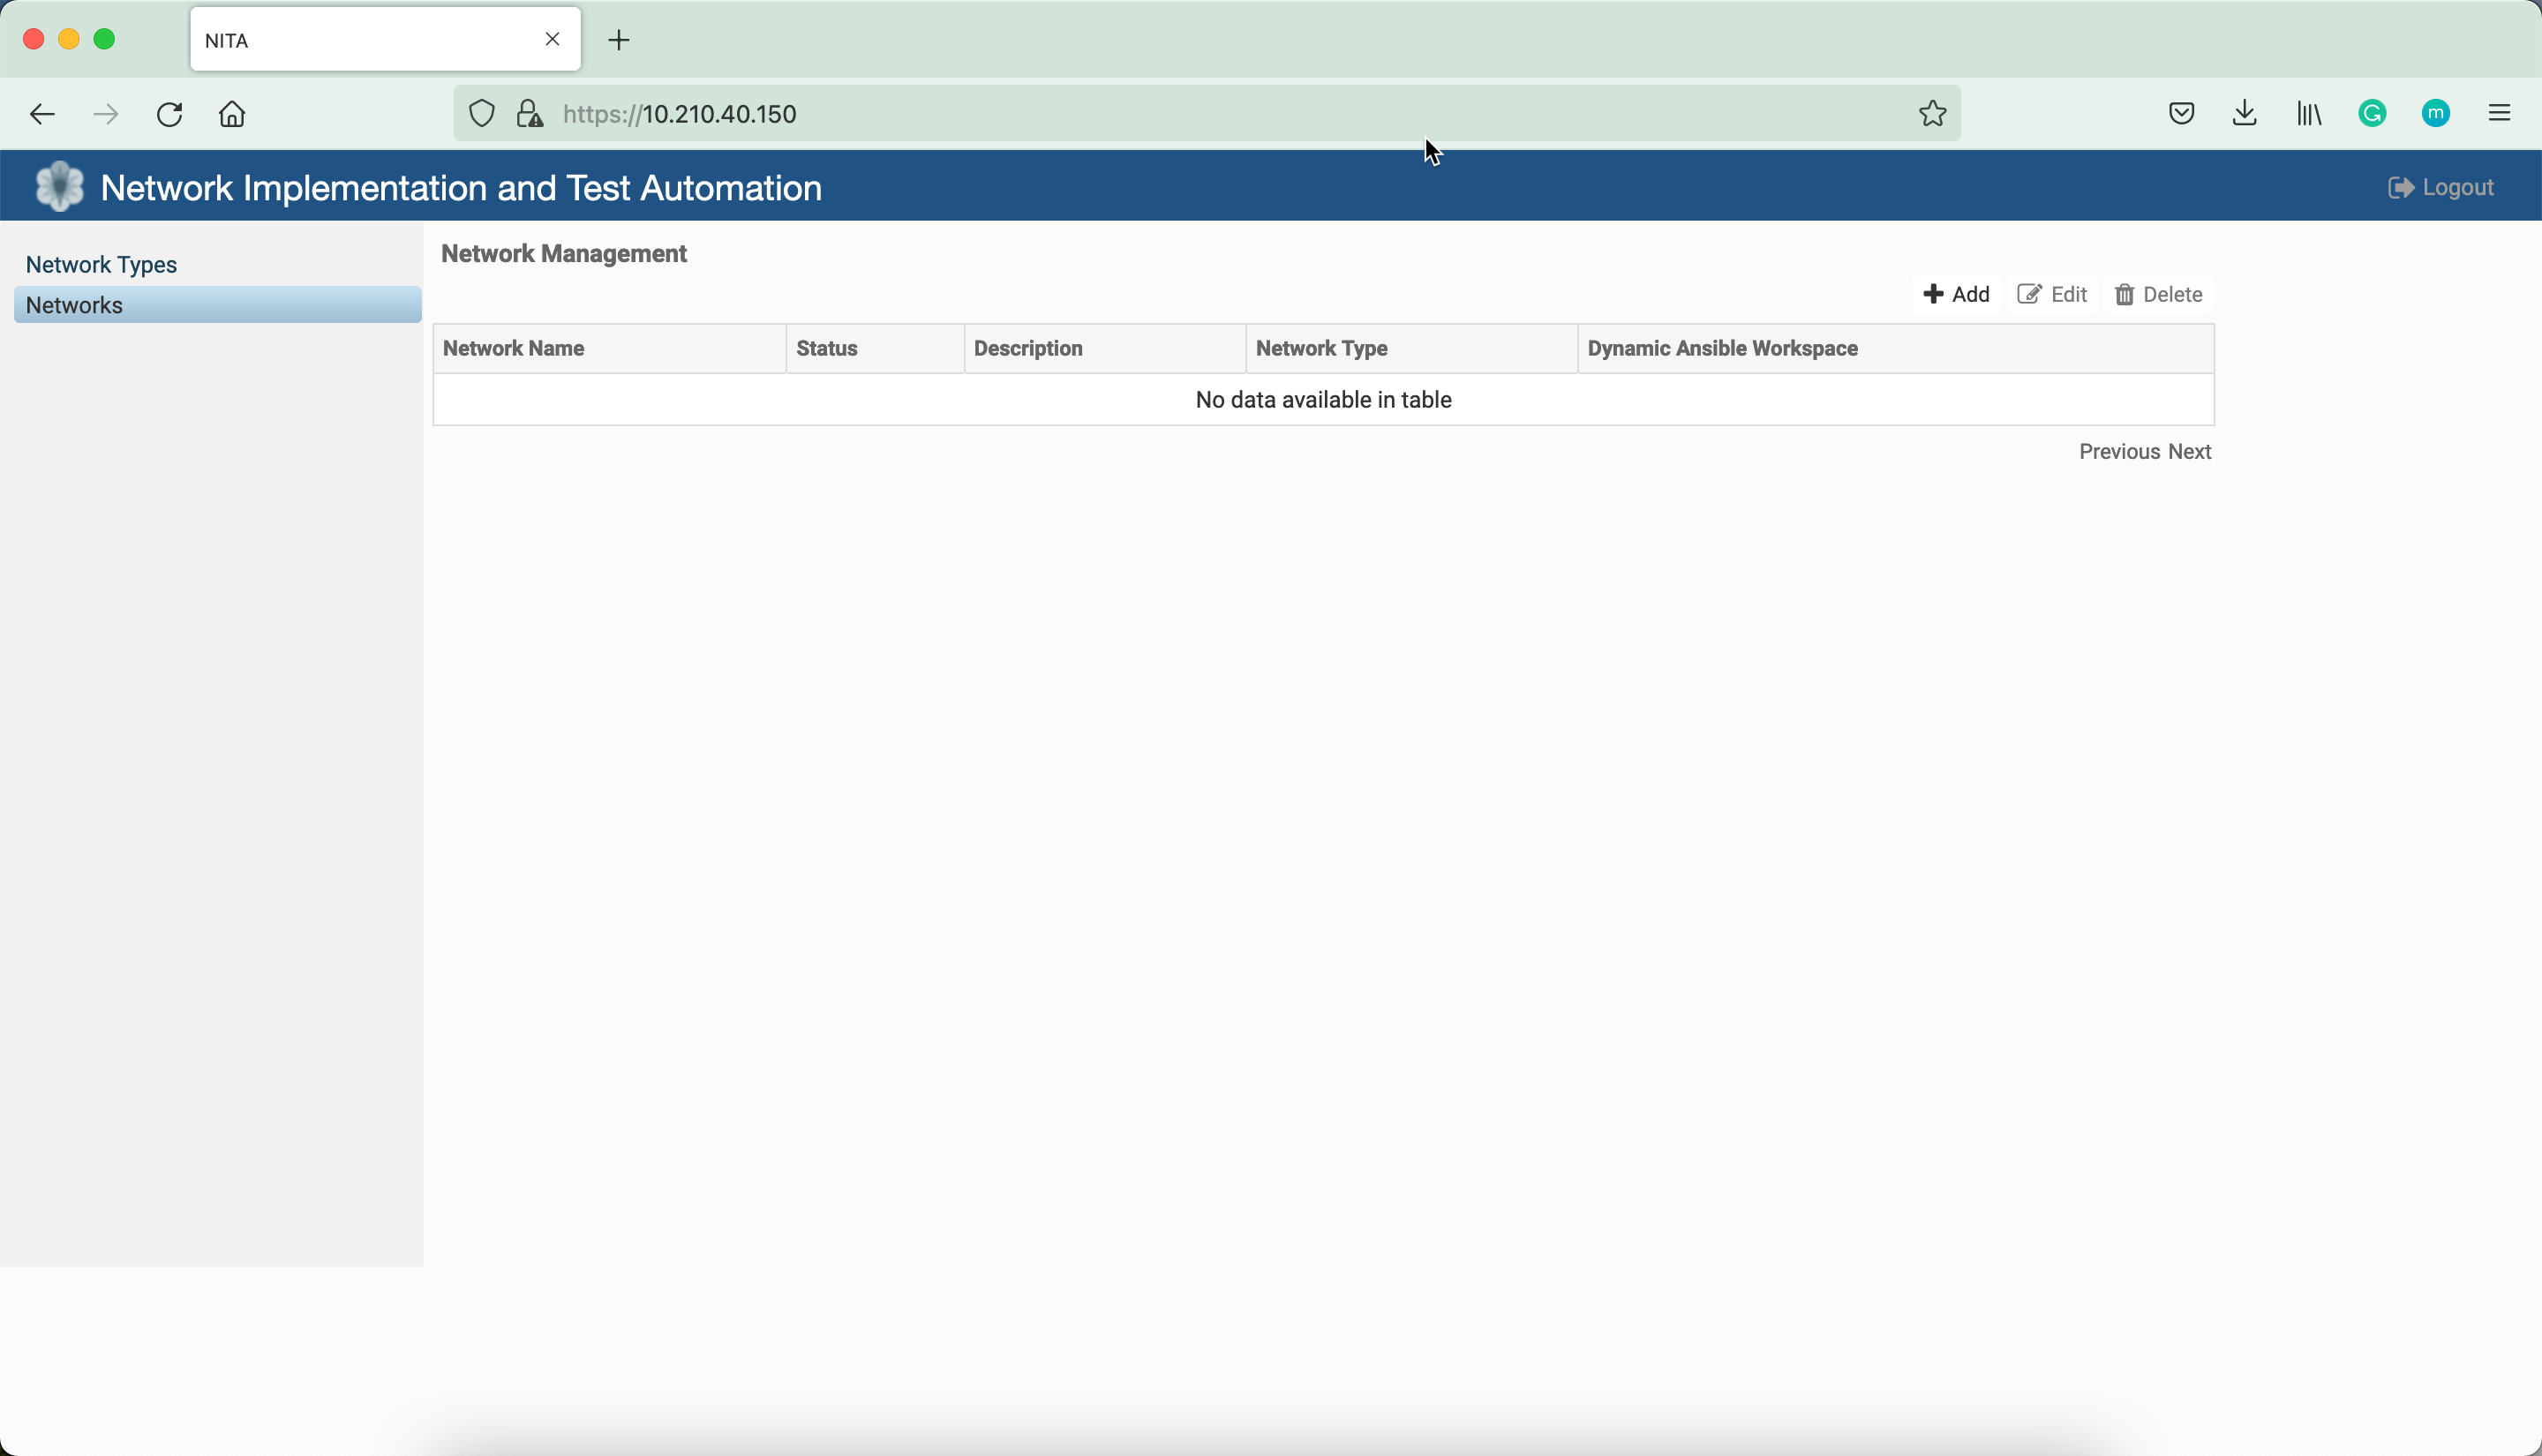 NITA
https://10.210.40.150
m
Network Implementation and Test Automation
Logout
Network Types
Networks
Network Management
Add Edit Delete
Network Name Status Description Network Type Dynamic Ansible Workspace
No data available in table
Previous Next